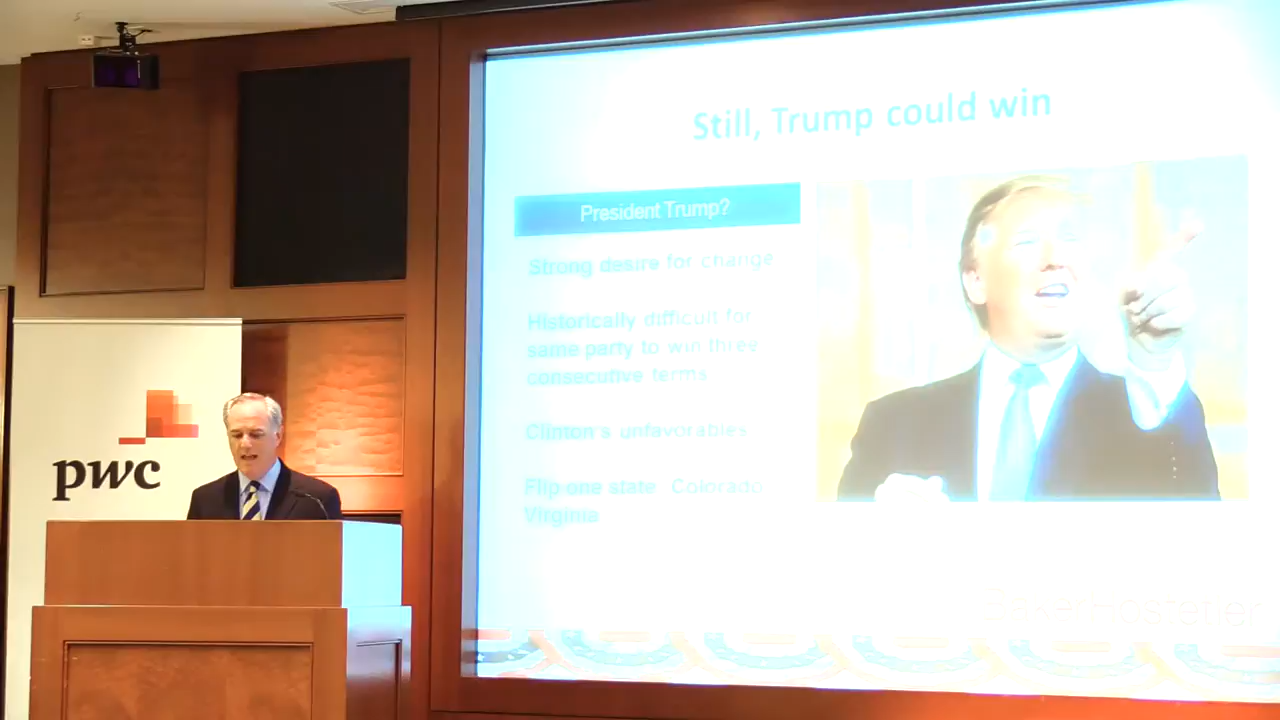 Still, Trump could win
President Trump?
Strong desire for change
Historically difficult for
same party to win three
consecutive terms
Clinton's unfavorables
Flip one state Colorado
Virginia
pwc
BakerHostetler